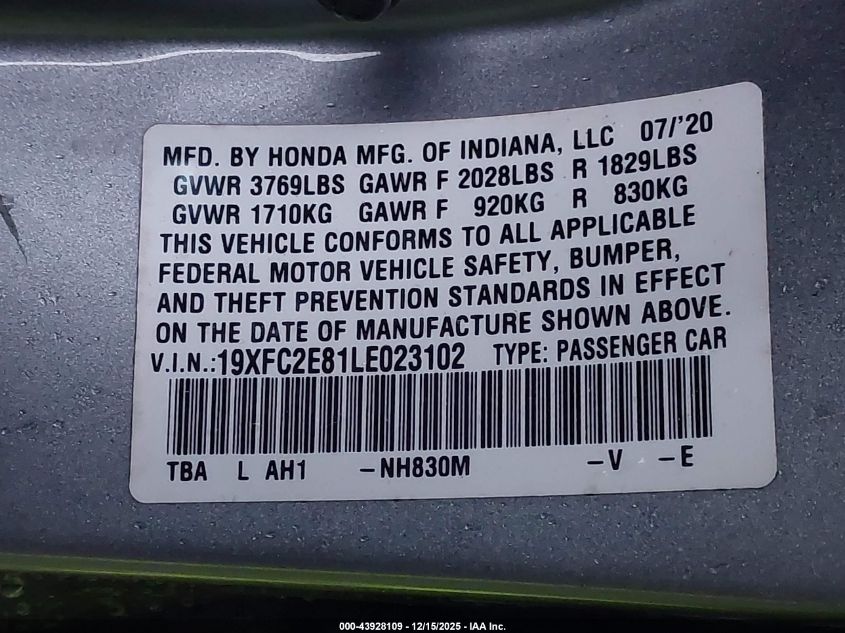 MFD. BY HONDA MFG. OF INDIANA, LLC 07/'20
GVWR 3769LBS GAWR F 2028LBS R 1829LBS
GVWR 1710KG GAWR F 920KG R 830KG
THIS VEHICLE CONFORMS TO ALL APPLICABLE
FEDERAL MOTOR VEHICLE SAFETY, BUMPER,
AND THEFT PREVENTION STANDARDS IN EFFECT
ON THE DATE OF MANUFACTURE SHOWN ABOVE.
V.I.N.:19XFC2E81LE023102 TYPE: PASSENGER CAR
TBA L AH1 –NH830M –V –E
000-43928109 - 12/15/2025 - IAA Inc.